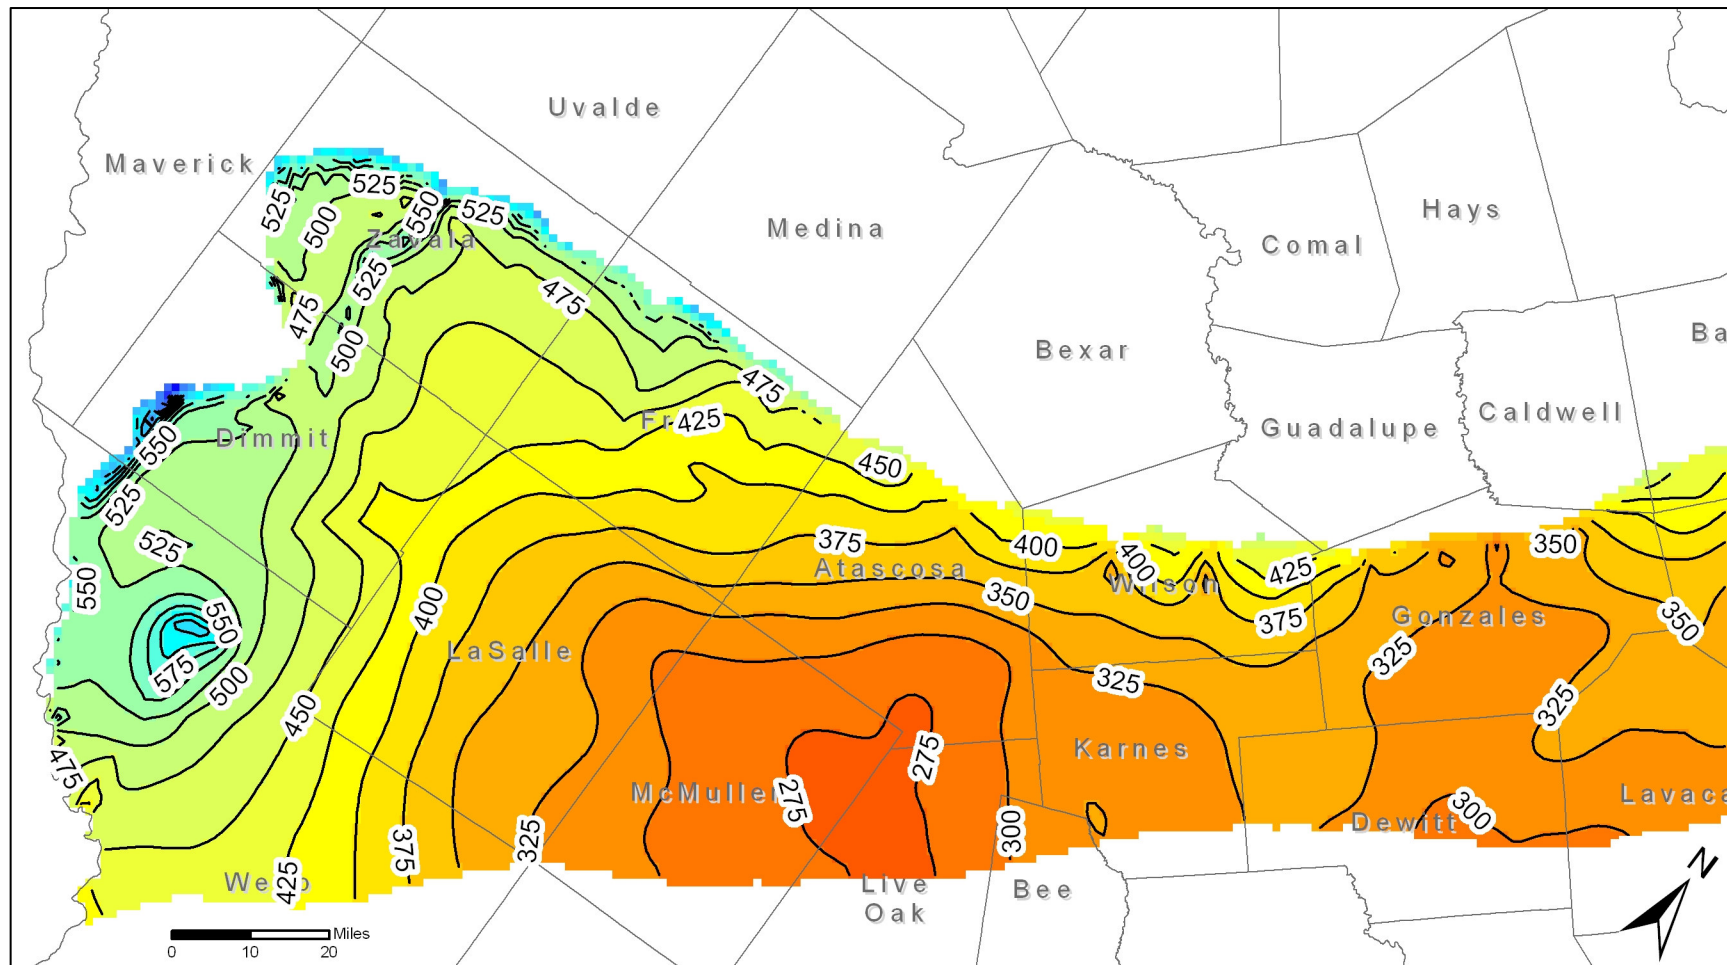 Uvalde
Maverick
525
550
525
525
Hays
500
Medina
Zavala
Comal
525
475
475
Ba
500
Bexar
475
Caldwell
Fr
425
Guadalupe
Dimmit
550
450
525
375
400
350
525
400
Atascosa
425
Wilson
550
400
350
Gonzales
375
350
550
LaSalle
325
575
500
325
325
450
Karnes
275
475
McMullen
275
Lavaca
300
Dewitt
300
325
375
425
Live
Oak
Bee
N
Miles
0 10 20